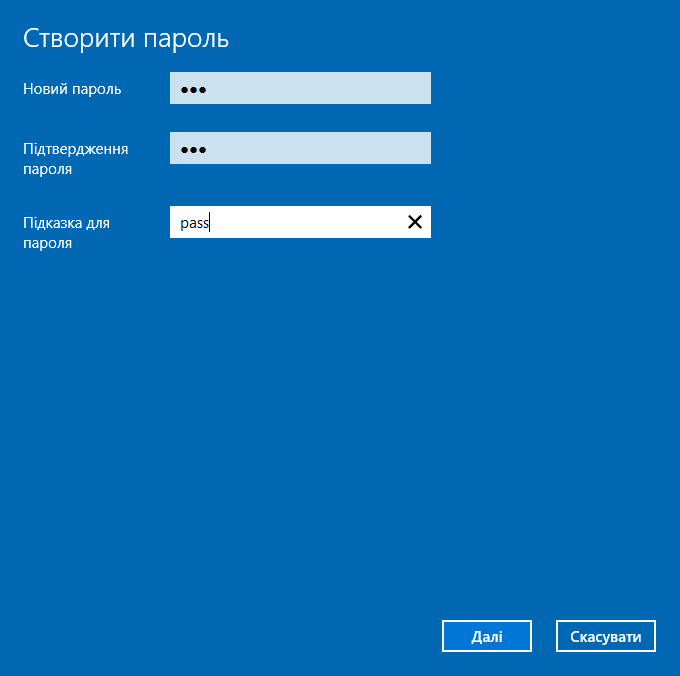 Створити пароль
Новий пароль
●●●
Підтвердження
пароля
●●●
Підказка для
пароля
pass
Далі
Скасувати